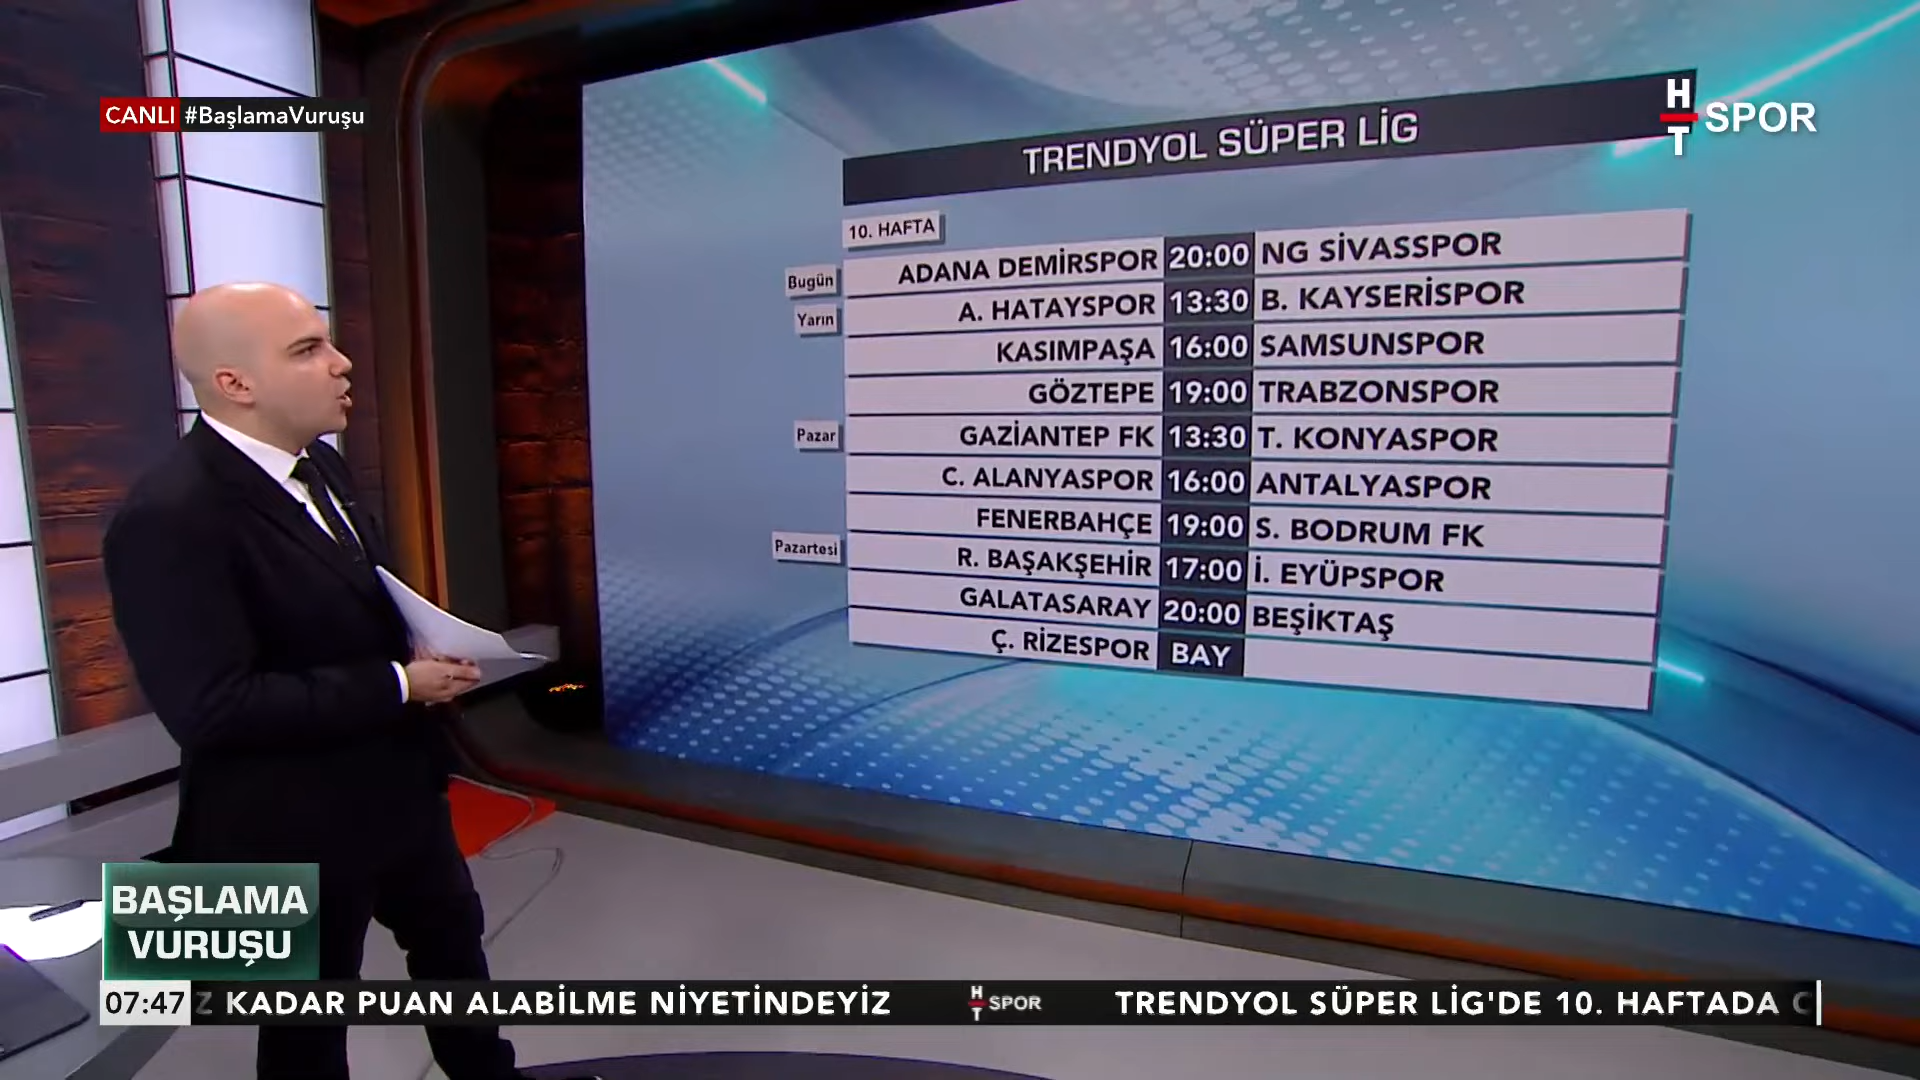 CANLI #BaşlamaVuruşu
HT SPOR
TRENDYOL SÜPER LİG
10. HAFTA
Bugün ADANA DEMİRSPOR 20:00 NG SİVASSPOR
Yarın A. HATAYSPOR 13:30 B. KAYSERİSPOR
KASIMPAŞA 16:00 SAMSUNSPOR
GÖZTEPE 19:00 TRABZONSPOR
Pazar GAZİANTEP FK 13:30 T. KONYASPOR
C. ALANYASPOR 16:00 ANTALYASPOR
FENERBAHÇE 19:00 S. BODRUM FK
Pazartesi R. BAŞAKŞEHİR 17:00 İ. EYÜPSPOR
GALATASARAY 20:00 BEŞİKTAŞ
Ç. RİZESPOR BAY
BAŞLAMA
VURUŞU
07:47 Z KADAR PUAN ALABİLME NİYETİNDEYİZ HT SPOR TRENDYOL SÜPER LİG'DE 10. HAFTADA